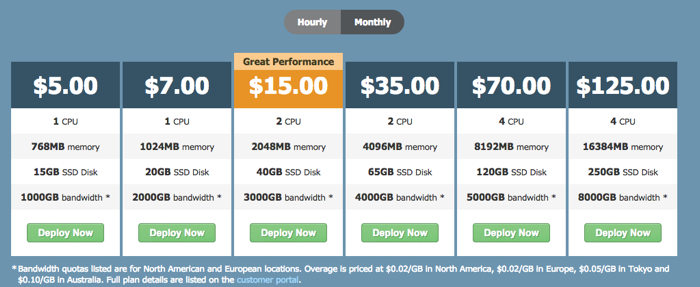 Hourly Monthly
Great Performance
$5.00 $7.00 $15.00 $35.00 $70.00 $125.00
1 CPU 1 CPU 2 CPU 2 CPU 4 CPU 4 CPU
768MB memory 1024MB memory 2048MB memory 4096MB memory 8192MB memory 16384MB memory
15GB SSD Disk 20GB SSD Disk 40GB SSD Disk 65GB SSD Disk 120GB SSD Disk 250GB SSD Disk
1000GB bandwidth * 2000GB bandwidth * 3000GB bandwidth * 4000GB bandwidth * 5000GB bandwidth * 8000GB bandwidth *
Deploy Now Deploy Now Deploy Now Deploy Now Deploy Now Deploy Now
* Bandwidth quotas listed are for North American and European locations. Overage is priced at $0.02/GB in North America, $0.02/GB in Europe, $0.05/GB in Tokyo and
$0.10/GB in Australia. Full plan details are listed on the customer portal.